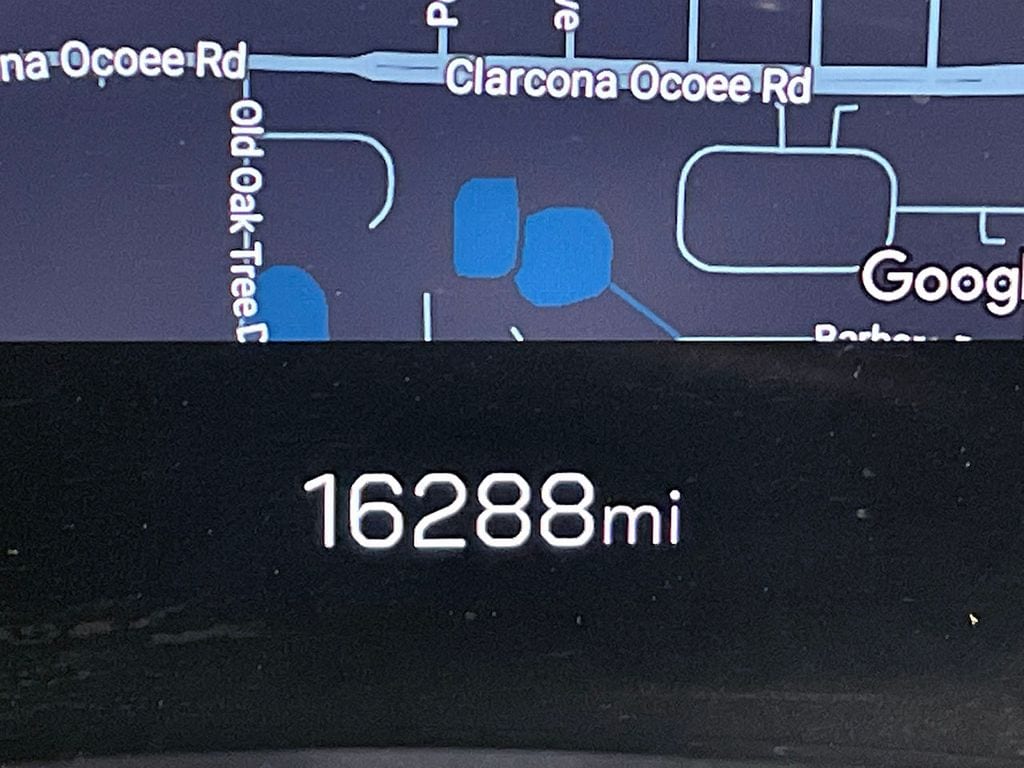 na Ocoee Rd
Clarcona Ocoee Rd
Old Oak Tree D
Googl
16288mi